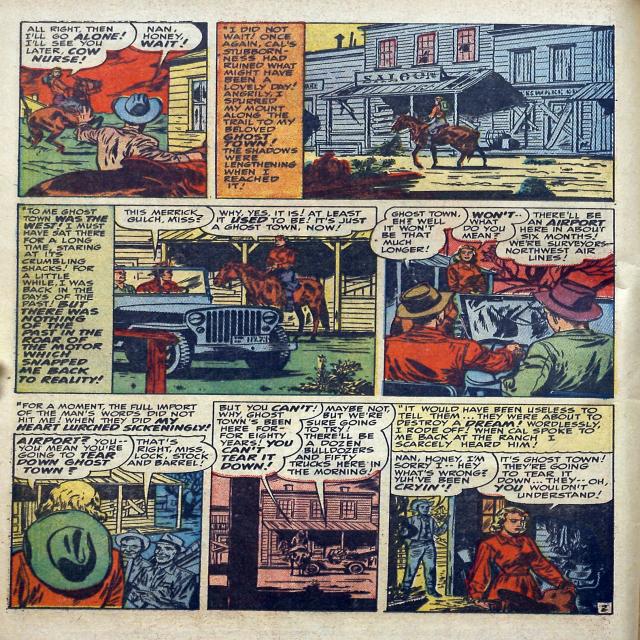 ALL RIGHT, THEN
I'LL GO ALONE!
I'LL SEE YOU
LATER, COW
NURSE!
NAN,
HONEY,
WAIT!
"I DID NOT
WAIT! ONCE
AGAIN, CAL'S
STUBBORN-
NESS HAD
RUINED WHAT
MIGHT HAVE
BEEN A
LOVELY DAY!
ANGRILY, I
SPURRED
MY MOUNT
ALONG THE
TRAIL TO MY
BELOVED
GHOST
TOWN!
THE SHADOWS
WERE
LENGTHENING
WHEN I
REACHED
IT!
SALOON
"TO ME GHOST
TOWN WAS THE
WEST! I MUST
HAVE SAT THERE
FOR A LONG
TIME, STARING
AT ITS
CRUMBLING
SHACKS! FOR
A LITTLE
WHILE, I WAS
BACK IN THE
DAYS OF THE
PAST! BUT
THERE WAS
NOTHING
OF THE
PAST IN THE
ROAR OF
THE MOTOR
WHICH
SNAPPED
ME BACK
TO REALITY!"
THIS MERRICK
GULCH, MISS?
WHY, YES, IT IS! AT LEAST
IT USED TO BE! IT'S JUST
A GHOST TOWN, NOW!
GHOST TOWN,
EH? WELL
IT WON'T
BE THAT
MUCH
LONGER!
WON'T--
WHAT
DO YOU
MEAN?
THERE'LL BE
AN AIRPORT
HERE IN ABOUT
SIX MONTHS!
WE'RE SURVEYORS--
NORTHWEST AIR
LINES!
"FOR A MOMENT, THE FULL IMPORT
OF THE MAN'S WORDS DID NOT
HIT ME! WHEN THEY DID MY
HEART LURCHED SICKENINGLY!
AIRPORT? YOU--
YOU MEAN YOU'RE
GOING TO TEAR
DOWN GHOST
TOWN?
THAT'S
RIGHT, MISS,
LOCK, STOCK
AND BARREL!
BUT YOU CAN'T!
WHY, GHOST
TOWN'S BEEN
HERE FOR
FOR EIGHTY
YEARS! YOU
CAN'T
TEAR IT
DOWN!
MAYBE NOT,
BUT WE'RE
SURE GOING
TO TRY!
THERE'LL BE
A DOZEN
BULLDOZERS
AND FIFTY
TRUCKS HERE IN
THE MORNING!
"IT WOULD HAVE BEEN USELESS TO
TELL THEM... THEY WERE ABOUT TO
DESTROY A DREAM! WORDLESSLY,
I RODE OFF! WHEN CAL SPOKE TO
ME BACK AT THE RANCH I
SCARCELY HEARD HIM!
NAN, HONEY, I'M
SORRY I-- HEY
WHAT'S WRONG?
YUH'VE BEEN
CRYIN'!
IT'S GHOST TOWN!
THEY'RE GOING
TO TEAR IT
DOWN... THEY-- OH,
YOU WOULDN'T
UNDERSTAND!
2